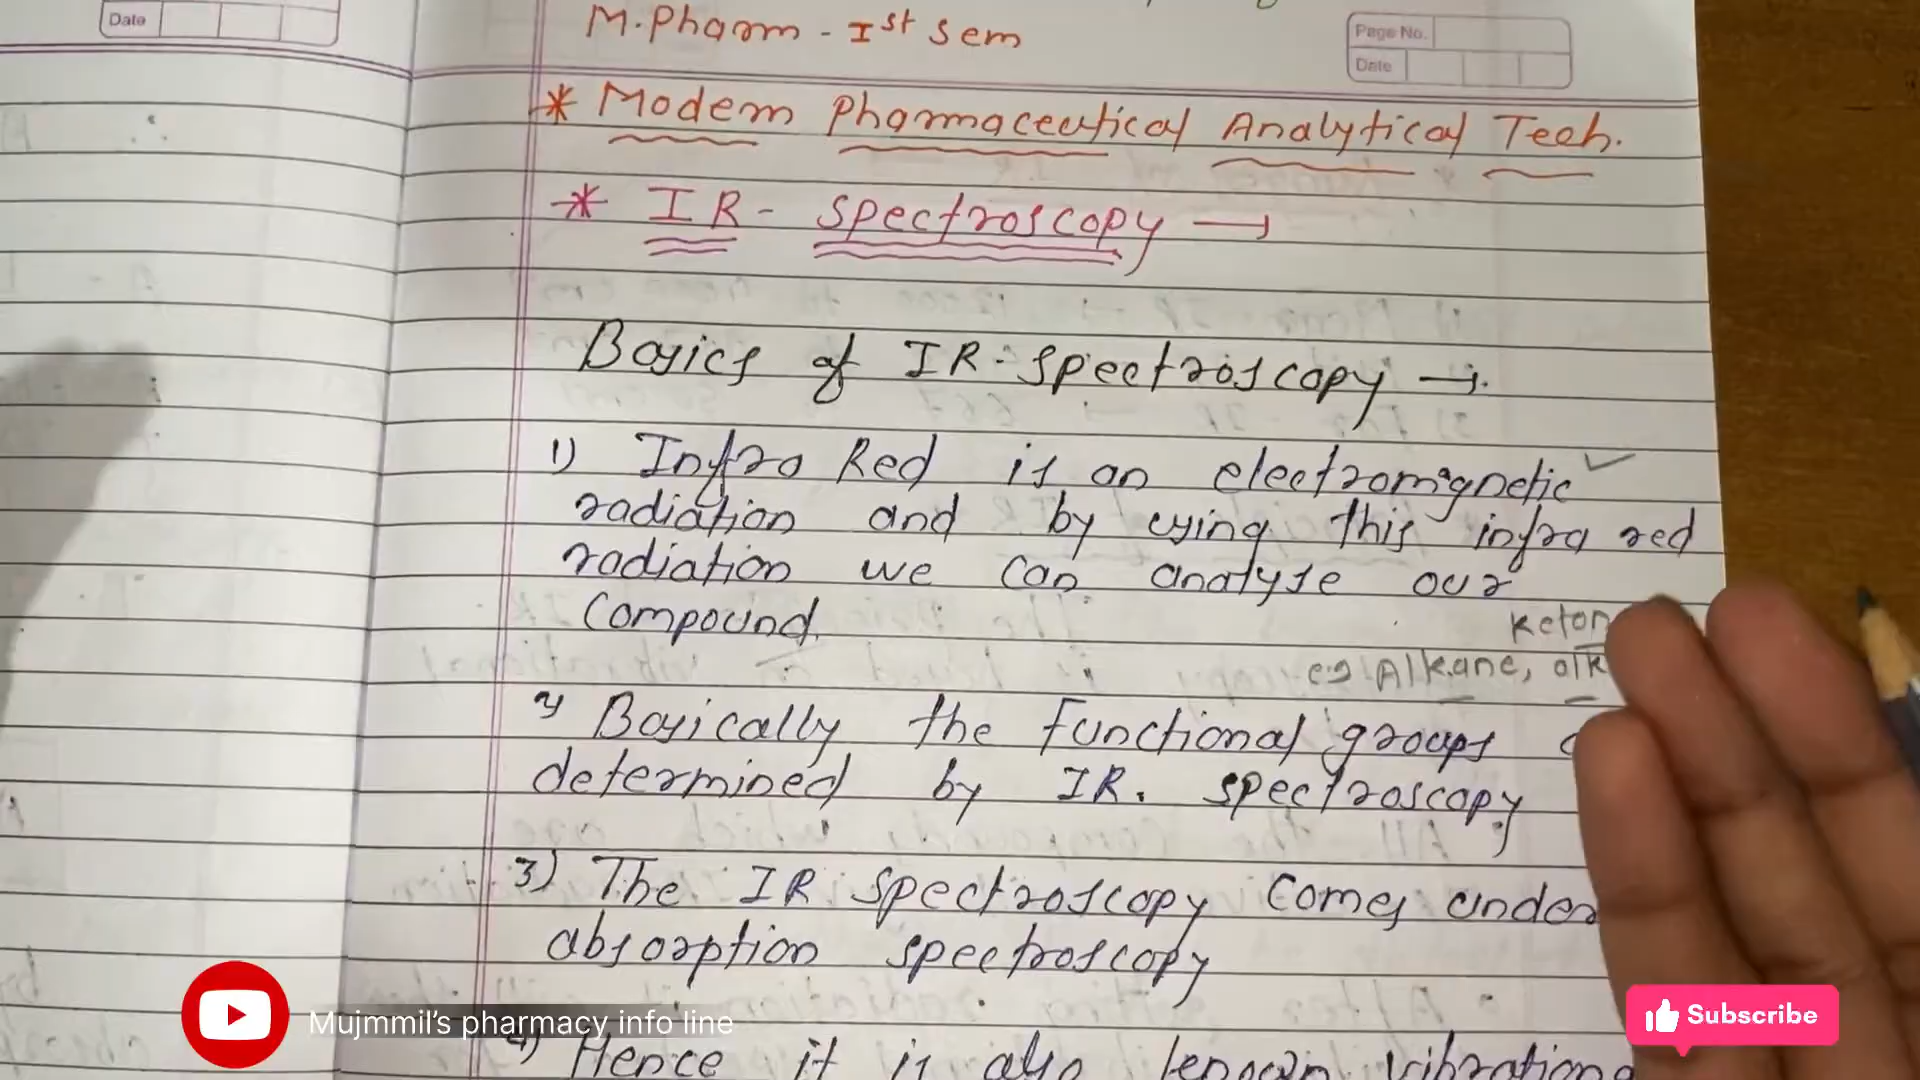 Date
M.Pharm - Ist Sem
Page No.
Date
* Modern Pharmaceutical Analytical Tech.
* IR - Spectroscopy →
Basics of IR - Spectroscopy →
1) Infra Red is an electromagnetic
radiation and by using this infra red
radiation we can analyse our
compound.
Keton
eg Alkane, alk
2) Basically the functional groups
determined by IR. spectroscopy
3) The IR Spectroscopy comes under
absorption spectroscopy
4) Hence it is also known vibrationa
Mujmmil's pharmacy info line
Subscribe